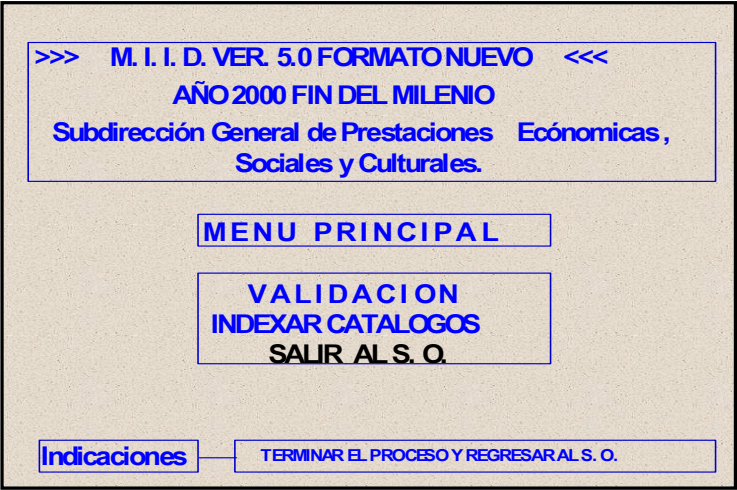 >>> M. I. I. D. VER. 5.0 FORMATO NUEVO <<<
AÑO 2000 FIN DEL MILENIO
Subdirección General de Prestaciones Ecónomicas,
Sociales y Culturales.
MENU PRINCIPAL
VALIDACION
INDEXAR CATALOGOS
SALIR AL S. O.
Indicaciones
TERMINAR EL PROCESO Y REGRESAR AL S. O.